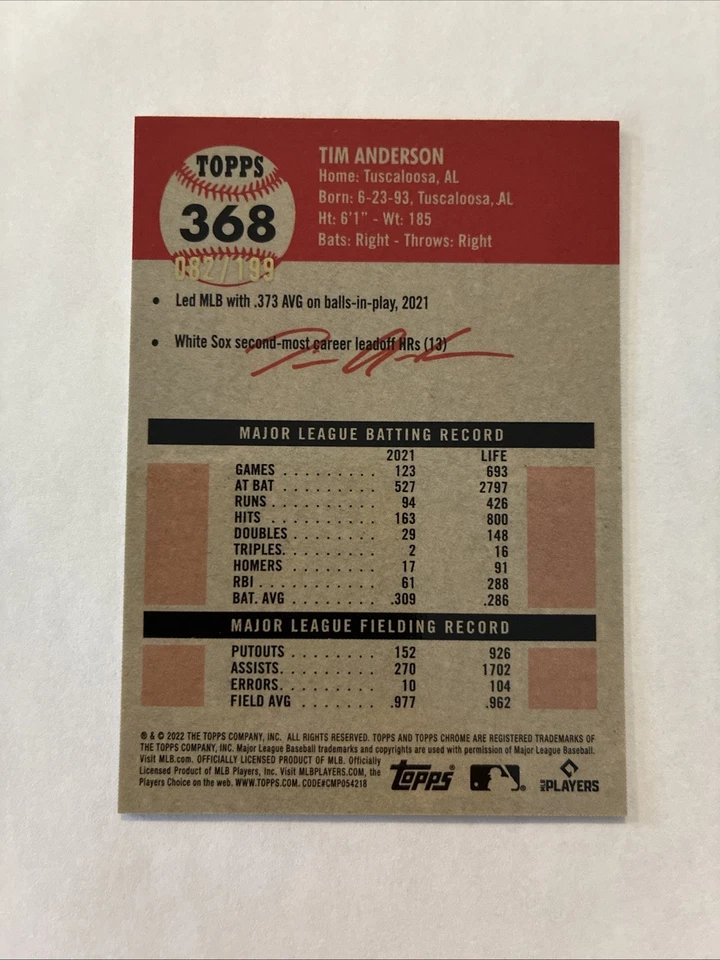 TOPPS
368
082/199
TIM ANDERSON
Home: Tuscaloosa, AL
Born: 6-23-93, Tuscaloosa, AL
Ht: 6'1" - Wt: 185
Bats: Right - Throws: Right
• Led MLB with .373 AVG on balls-in-play, 2021
• White Sox second-most career leadoff HRs (13)
MAJOR LEAGUE BATTING RECORD
2021 LIFE
GAMES . . . . . . . . . 123 693
AT BAT . . . . . . . . . 527 2797
RUNS . . . . . . . . . 94 426
HITS . . . . . . . . . 163 800
DOUBLES . . . . . . . . 29 148
TRIPLES. . . . . . . . . 2 16
HOMERS . . . . . . . . 17 91
RBI . . . . . . . . . 61 288
BAT. AVG . . . . . . . . .309 .286
MAJOR LEAGUE FIELDING RECORD
PUTOUTS . . . . . . . . 152 926
ASSISTS. . . . . . . . . 270 1702
ERRORS. . . . . . . . . 10 104
FIELD AVG . . . . . . . .977 .962
® & © 2022 THE TOPPS COMPANY, INC. ALL RIGHTS RESERVED. TOPPS AND TOPPS CHROME ARE REGISTERED TRADEMARKS OF
THE TOPPS COMPANY, INC. Major League Baseball trademarks and copyrights are used with permission of Major League Baseball.
Visit MLB.com. OFFICIALLY LICENSED PRODUCT OF MLB. Officially
Licensed Product of MLB Players, Inc. Visit MLBPLAYERS.COM, the
Players Choice on the web. WWW.TOPPS.COM. CODE#CMP054218
Topps®
MLB PLAYERS